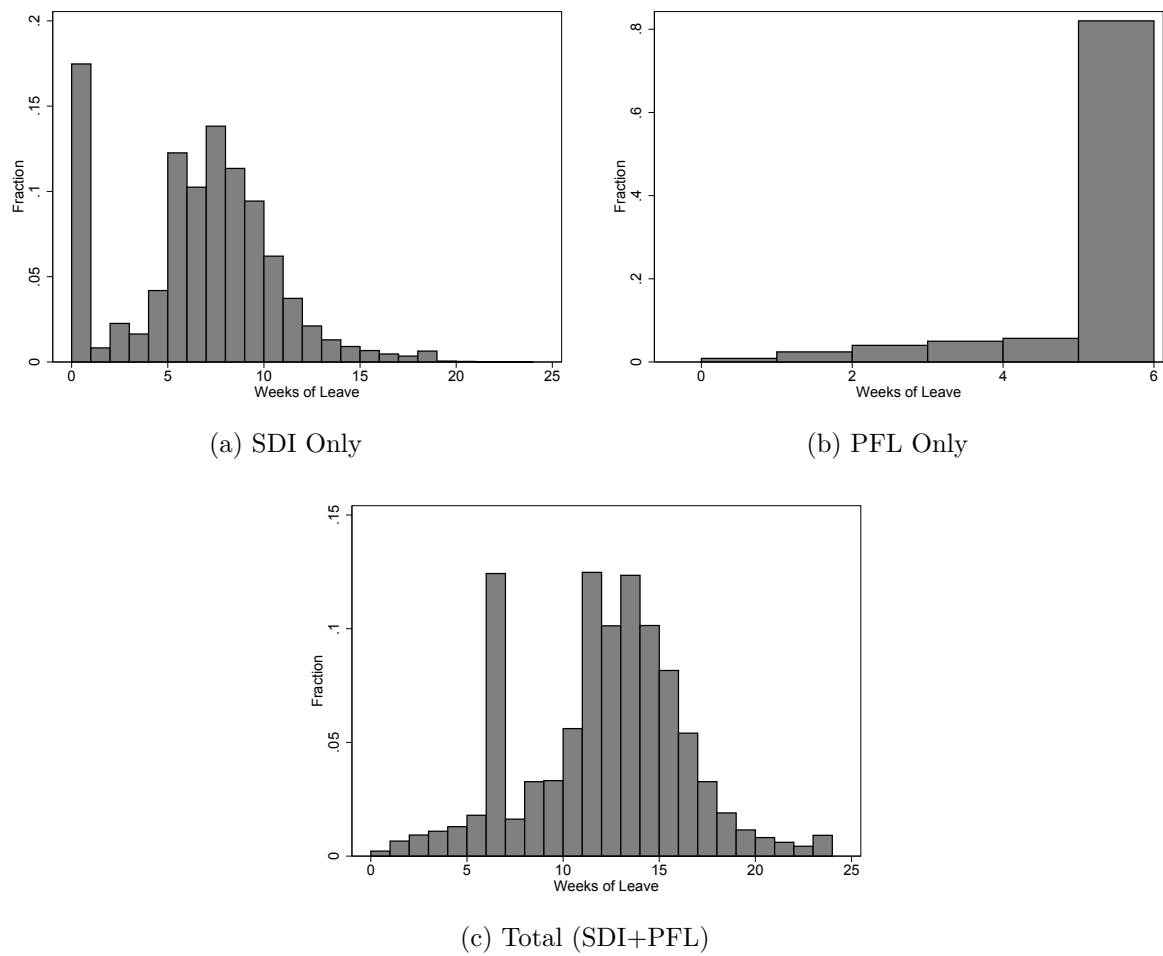 0 .05 .1 .15 .2
Fraction
0 5 10 15 20 25
Weeks of Leave
(a) SDI Only
0 .2 .4 .6 .8
Fraction
0 2 4 6
Weeks of Leave
(b) PFL Only
0 .05 .1 .15
Fraction
0 5 10 15 20 25
Weeks of Leave
(c) Total (SDI+PFL)